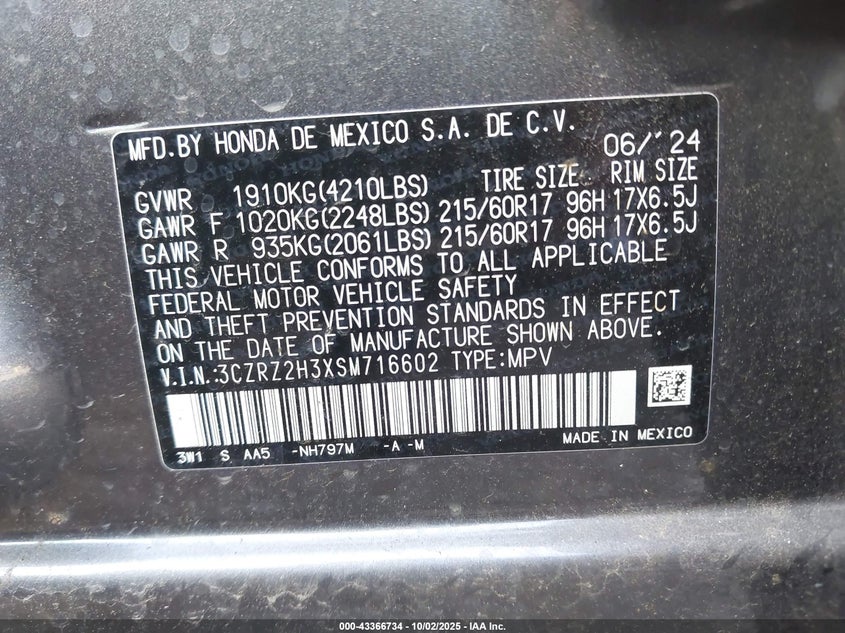 MFD.BY HONDA DE MEXICO S.A. DE C.V.
06/'24
TIRE SIZE RIM SIZE
GVWR 1910KG(4210LBS)
GAWR F 1020KG(2248LBS) 215/60R17 96H 17X6.5J
GAWR R 935KG(2061LBS) 215/60R17 96H 17X6.5J
THIS VEHICLE CONFORMS TO ALL APPLICABLE
FEDERAL MOTOR VEHICLE SAFETY
AND THEFT PREVENTION STANDARDS IN EFFECT
ON THE DATE OF MANUFACTURE SHOWN ABOVE.
V.I.N.:3CZRZ2H3XSM716602 TYPE:MPV
3W1 S AA5 -NH797M -A -M
MADE IN MEXICO
000-43366734 - 10/02/2025 - IAA Inc.